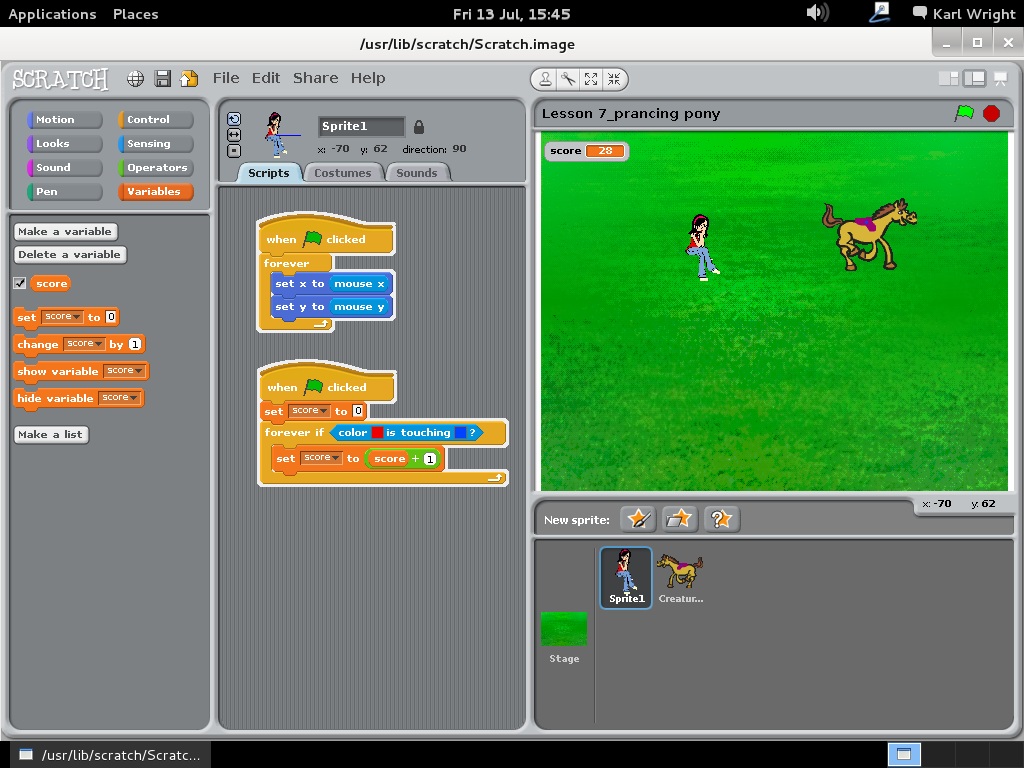 Applications Places Fri 13 Jul, 15:45 Karl Wright
/usr/lib/scratch/Scratch.image
SCRATCH File Edit Share Help
Motion Control
Looks Sensing
Sound Operators
Pen Variables
Make a variable
Delete a variable
score
set score to 0
change score by 1
show variable score
hide variable score
Make a list
Sprite1
x: -70 y: 62 direction: 90
Scripts Costumes Sounds
when clicked
forever
set x to mouse x
set y to mouse y
when clicked
set score to 0
forever if color is touching ?
set score to score + 1
Lesson 7_prancing pony
score 28
x: -70 y: 62
New sprite:
Sprite1 Creatur...
Stage
/usr/lib/scratch/Scratc...